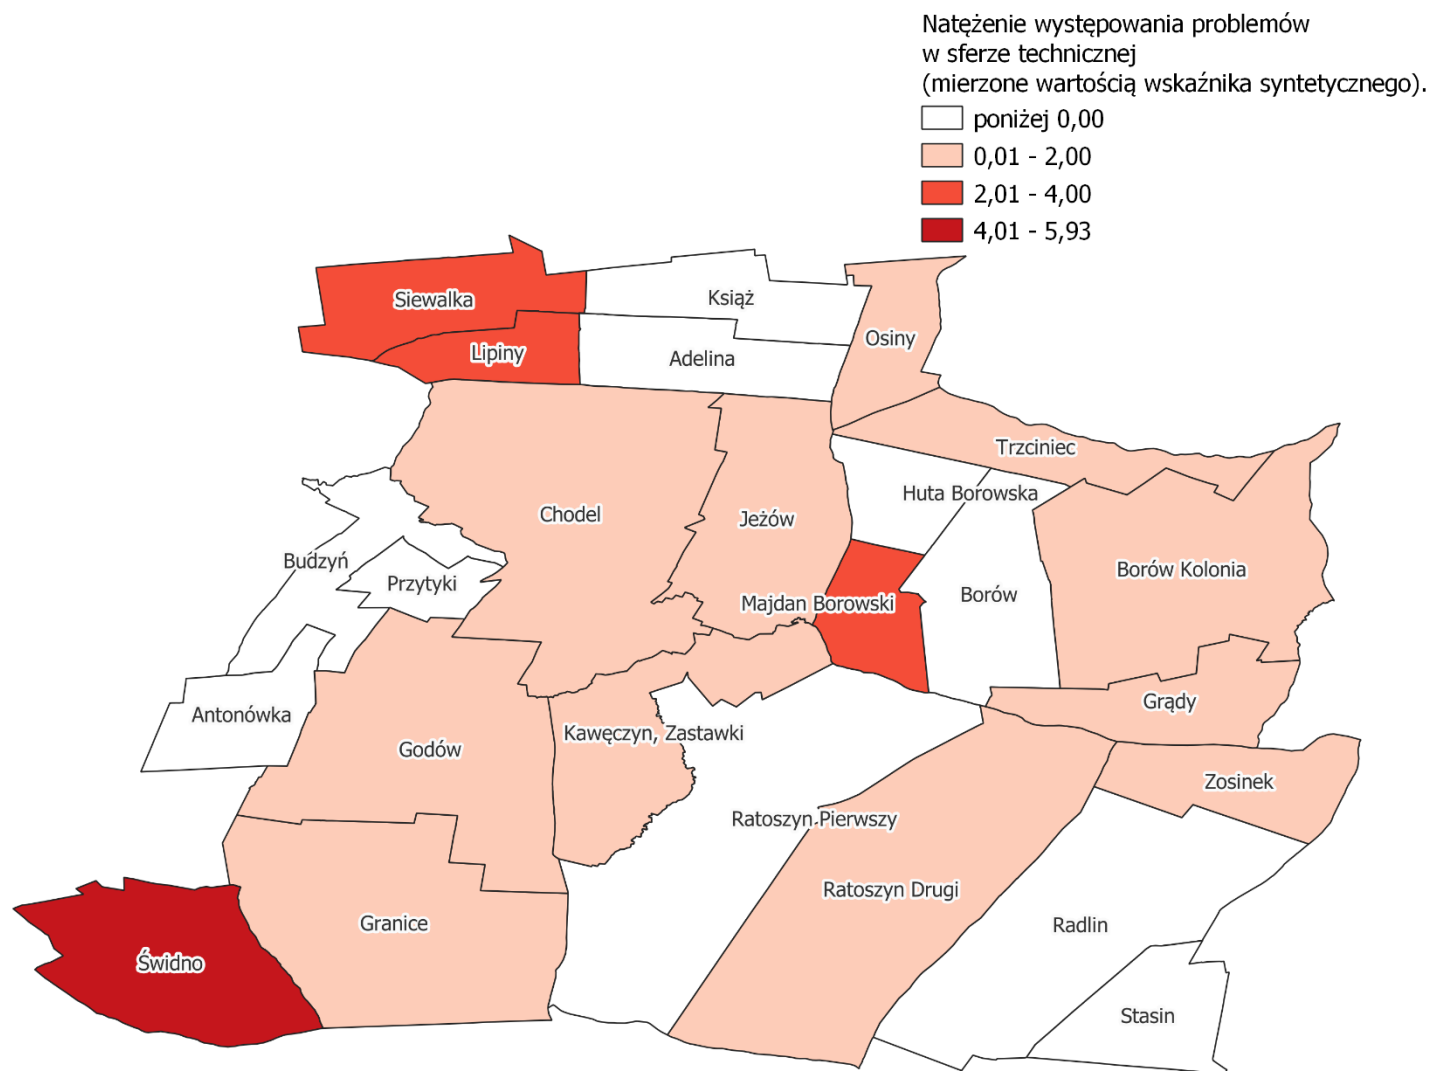 Natężenie występowania problemów
w sferze technicznej
(mierzone wartością wskaźnika syntetycznego).
poniżej 0,00
0,01 - 2,00
2,01 - 4,00
4,01 - 5,93
Siewalka
Książ
Osiny
Lipiny
Adelina
Trzciniec
Huta Borowska
Chodel
Jeżów
Budzyń
Przytyki
Borów Kolonia
Majdan Borowski
Borów
Antonówka
Grądy
Godów
Kawęczyn, Zastawki
Zosinek
Ratoszyn Pierwszy
Ratoszyn Drugi
Granice
Radlin
Świdno
Stasin